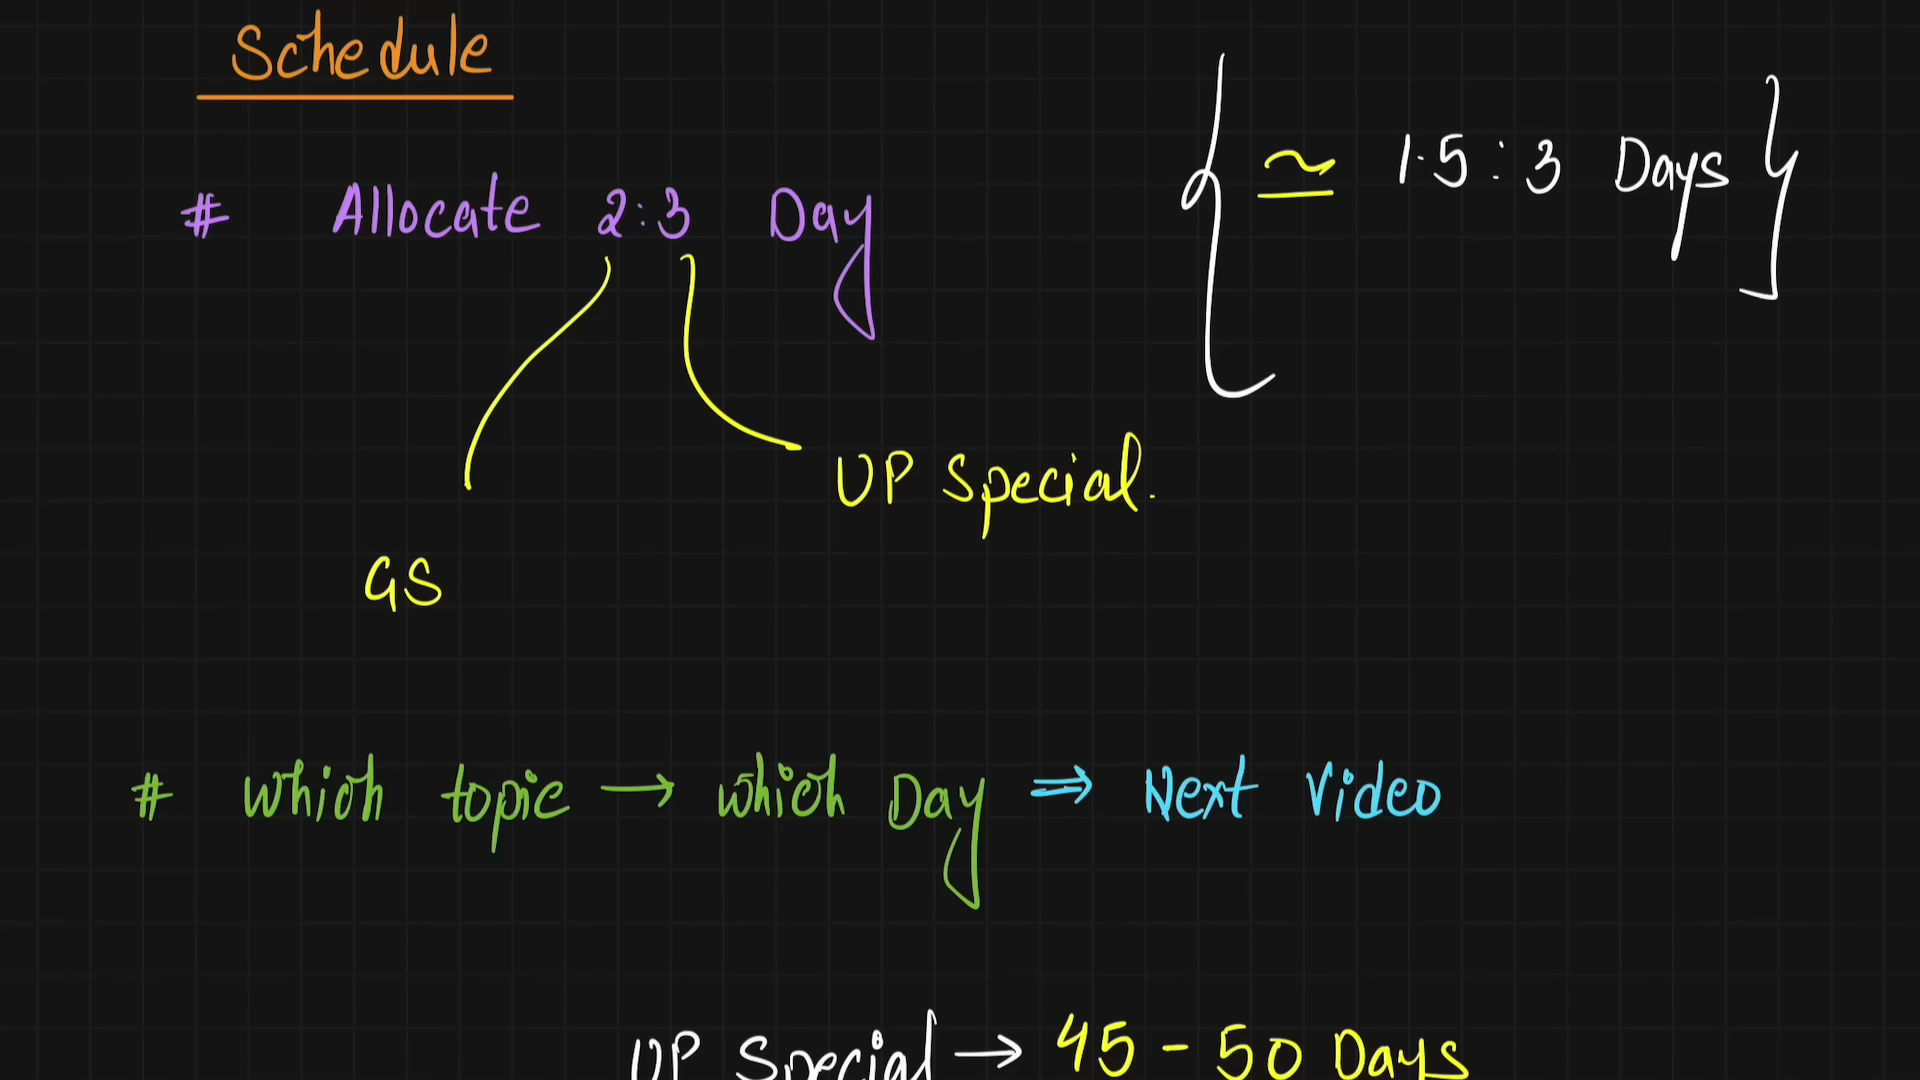 Schedule
≃ 1.5 : 3 Days
# Allocate 2:3 Day
UP Special.
GS
# Which topic → which Day ⇒ Next Video
UP Special → 45 - 50 Days